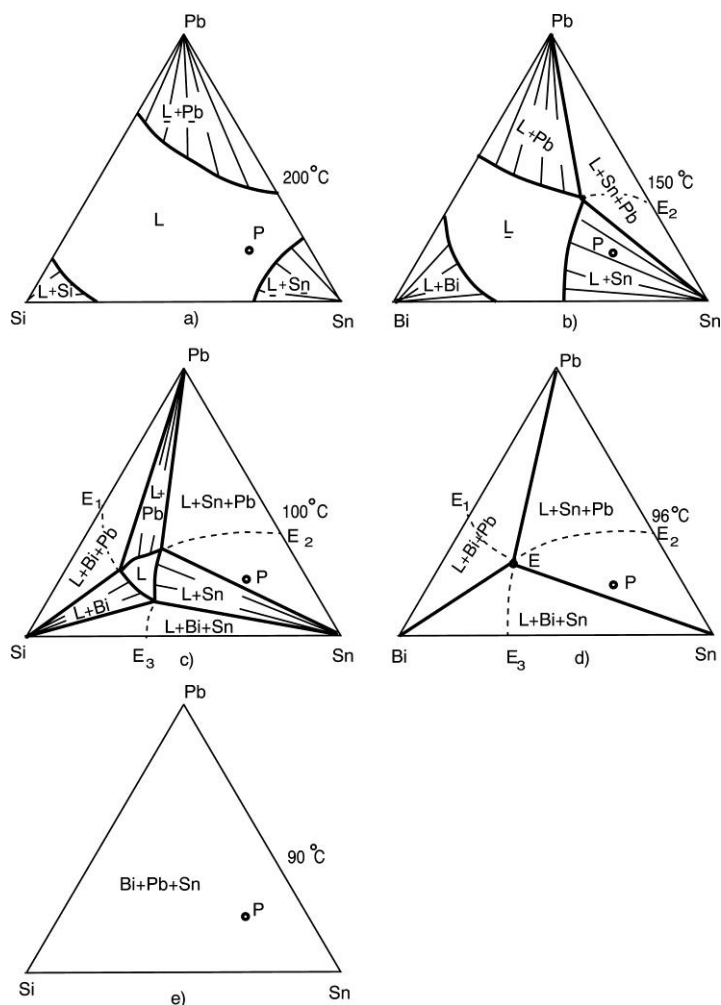 Pb
L+Pb
200°C
L
P
L+Si
L+Sn
Si
Sn
a)
Pb
L+Pb
L+Sn+Pb
150°C
E2
L
P
L+Bi
L+Sn
Bi
Sn
b)
Pb
E1
L+
Pb
L+Sn+Pb
100°C
E2
L+Bi+Pb
L
P
L+Sn
L+Bi
L+Bi+Sn
Si
Sn
E3
c)
Pb
E1
L+Sn+Pb
96°C
E2
L+Bi+Pb
E
P
L+Bi+Sn
Bi
Sn
E3
d)
Pb
90 °C
Bi+Pb+Sn
P
Si
Sn
e)